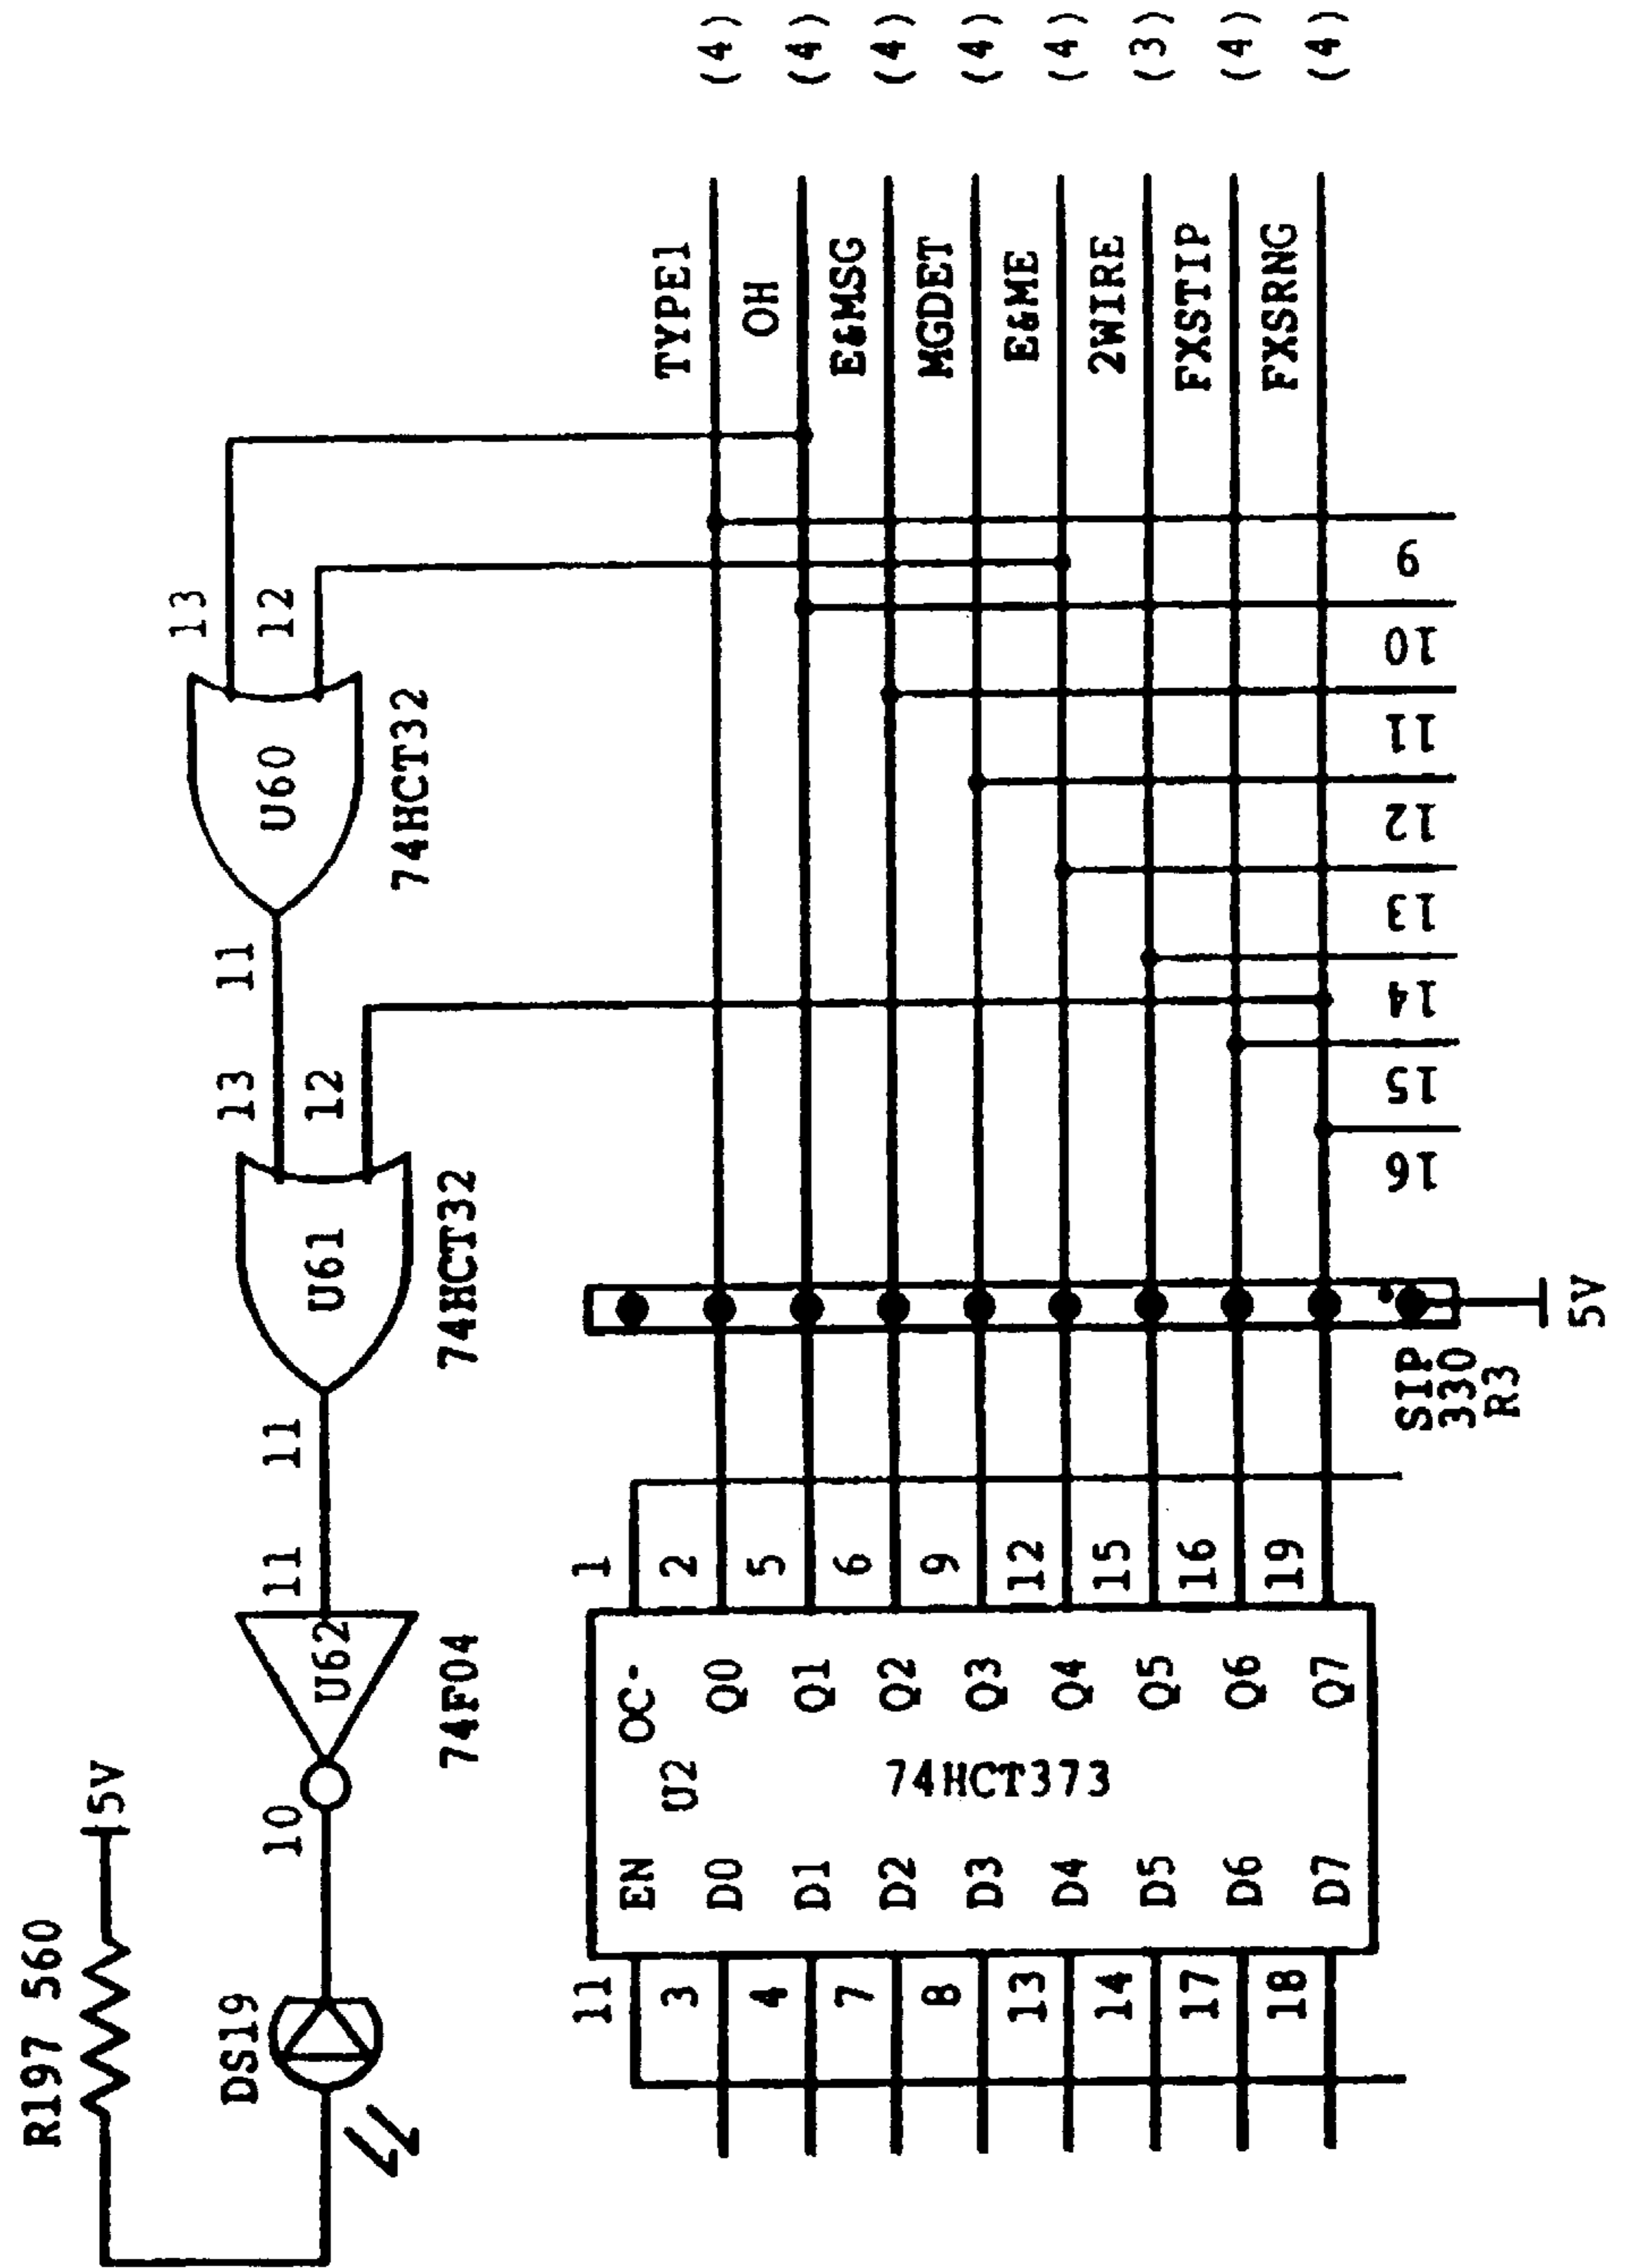 R197 560
5V
DS19
10
U62
74F04
11
11
U61
74HCT32
13
12
11
U60
74HCT32
13
12
TYPE1
(4)
OH
(4)
E&MSG
(4)
MGDET
(4)
E&ME
(4)
2WIRE
(3)
FXSTIP
(4)
FXSRNG
(4)
11
EN
OC-
1
U2
3
D0
Q0
2
4
D1
Q1
5
7
D2
Q2
6
74HCT373
8
D3
Q3
9
13
D4
Q4
12
14
D5
Q5
15
17
D6
Q6
16
18
D7
Q7
19
SIP
330
R3
5V
16
15
14
13
12
11
10
9